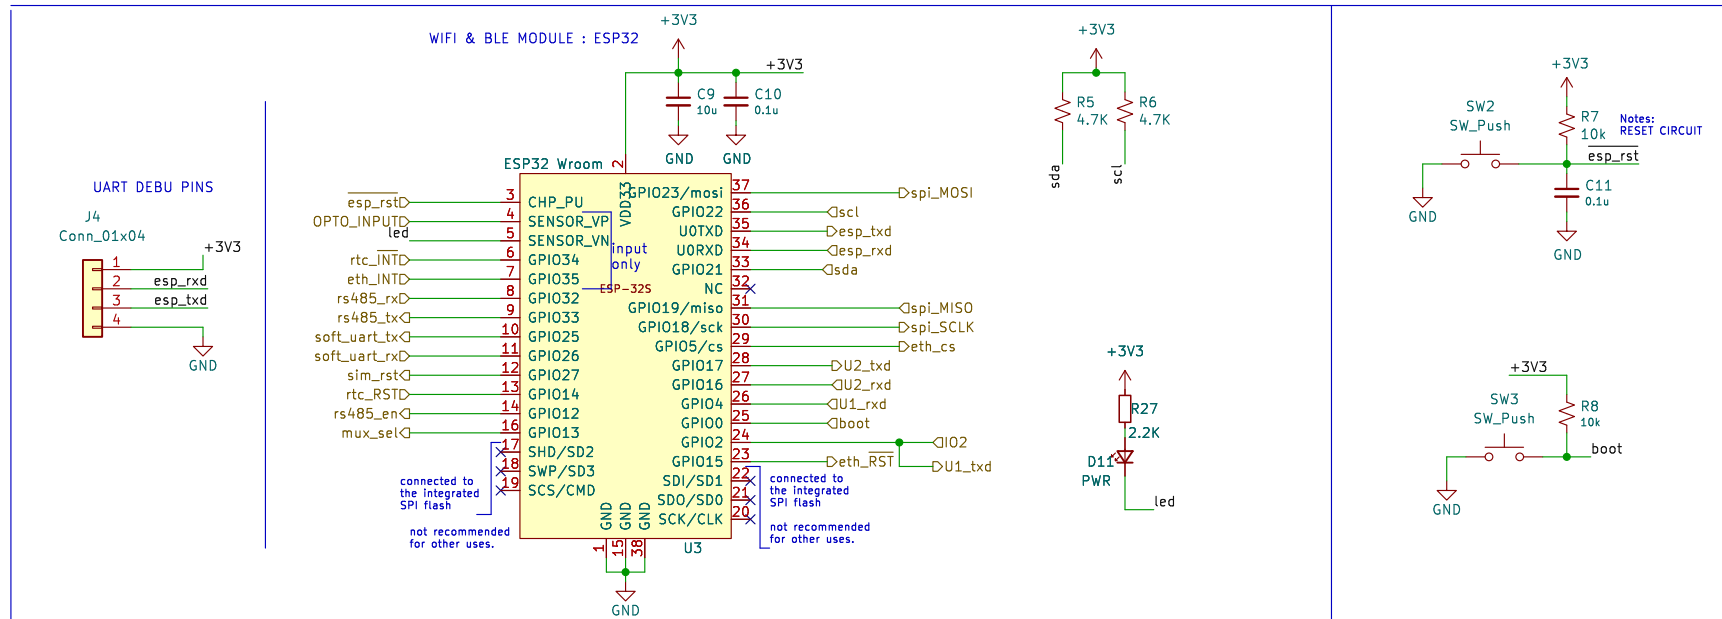 WIFI & BLE MODULE : ESP32
+3V3
+3V3
C9
10u
C10
0.1u
GND
GND
UART DEBU PINS
J4
Conn_01x04
+3V3
1
2
3
4
esp_rxd
esp_txd
GND
ESP32 Wroom
2
VDD33
esp_rst
3
CHP_PU
OPTO_INPUT
4
SENSOR_VP
led
5
SENSOR_VN
rtc_INT
6
GPIO34
eth_INT
7
GPIO35
rs485_rx
8
GPIO32
rs485_tx
9
GPIO33
soft_uart_tx
10
GPIO25
soft_uart_rx
11
GPIO26
sim_rst
12
GPIO27
rtc_RST
13
GPIO14
rs485_en
14
GPIO12
mux_sel
16
GPIO13
17
SHD/SD2
18
SWP/SD3
19
SCS/CMD
input
only
ESP-32S
GPIO23/mosi
37
spi_MOSI
GPIO22
36
scl
U0TXD
35
esp_txd
U0RXD
34
esp_rxd
GPIO21
33
sda
NC
32
GPIO19/miso
31
spi_MISO
GPIO18/sck
30
spi_SCLK
GPIO5/cs
29
eth_cs
GPIO17
28
U2_txd
GPIO16
27
U2_rxd
GPIO4
26
U1_rxd
GPIO0
25
boot
GPIO2
24
IO2
U1_txd
GPIO15
23
eth_RST
SDI/SD1
22
SDO/SD0
21
SCK/CLK
20
connected to
the integrated
SPI flash
not recommended
for other uses.
connected to
the integrated
SPI flash
not recommended
for other uses.
GND
GND
GND
1
15
38
U3
GND
+3V3
R5
4.7K
R6
4.7K
sda
scl
+3V3
R27
2.2K
D11
PWR
led
+3V3
SW2
SW_Push
R7
10k
Notes:
RESET CIRCUIT
esp_rst
C11
0.1u
GND
GND
+3V3
SW3
SW_Push
R8
10k
boot
GND